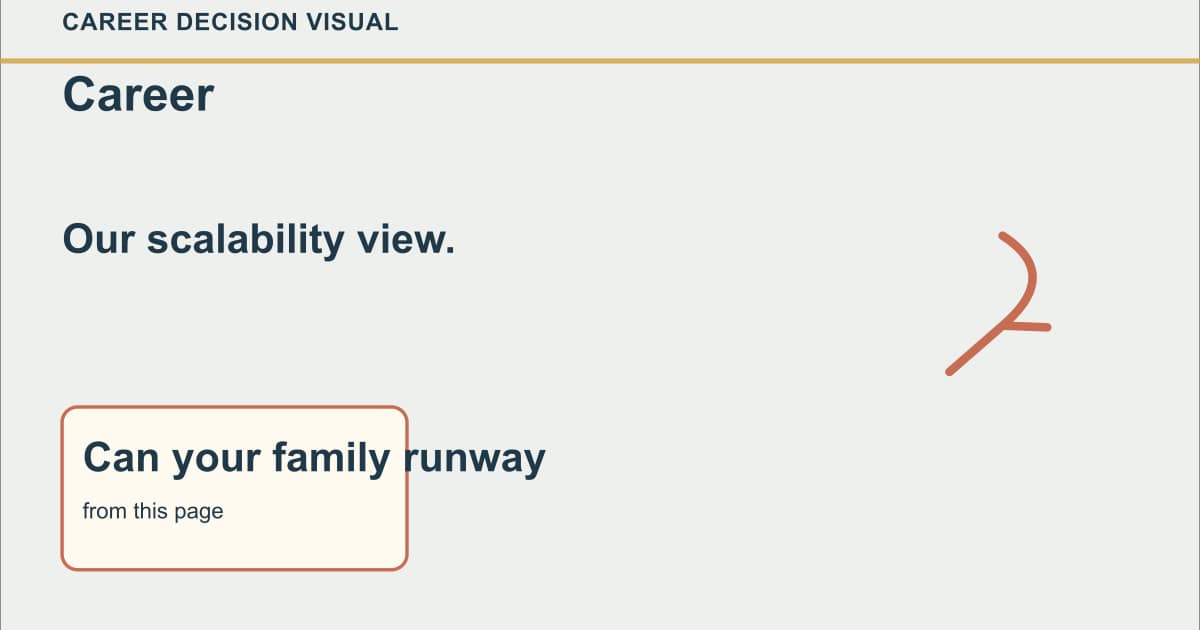 CAREER DECISION VISUAL
Career
Our scalability view.
Can your family runway
from this page